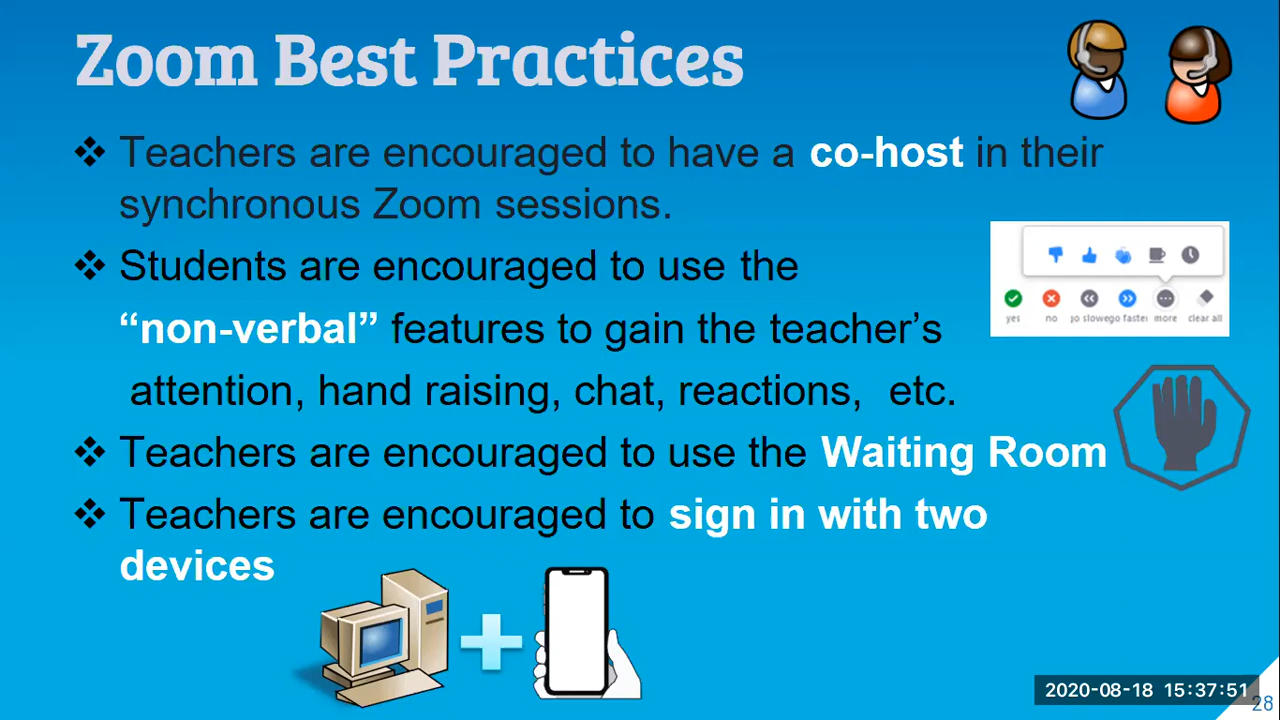 Zoom Best Practices
❖ Teachers are encouraged to have a co-host in their
synchronous Zoom sessions.
❖ Students are encouraged to use the
“non-verbal” features to gain the teacher’s
attention, hand raising, chat, reactions, etc.
yes no go faster more clear all
❖ Teachers are encouraged to use the Waiting Room
❖ Teachers are encouraged to sign in with two
devices
2020-08-18 15:37:51
28